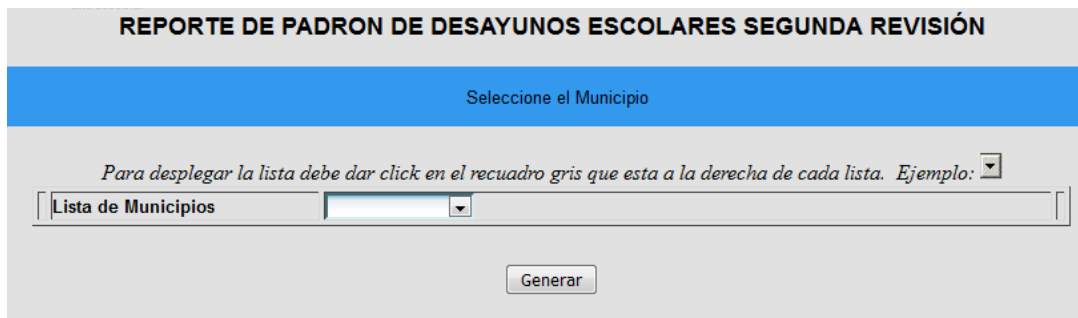 REPORTE DE PADRON DE DESAYUNOS ESCOLARES SEGUNDA REVISIÓN
Seleccione el Municipio
Para desplegar la lista debe dar click en el recuadro gris que esta a la derecha de cada lista. Ejemplo:
Lista de Municipios
Generar